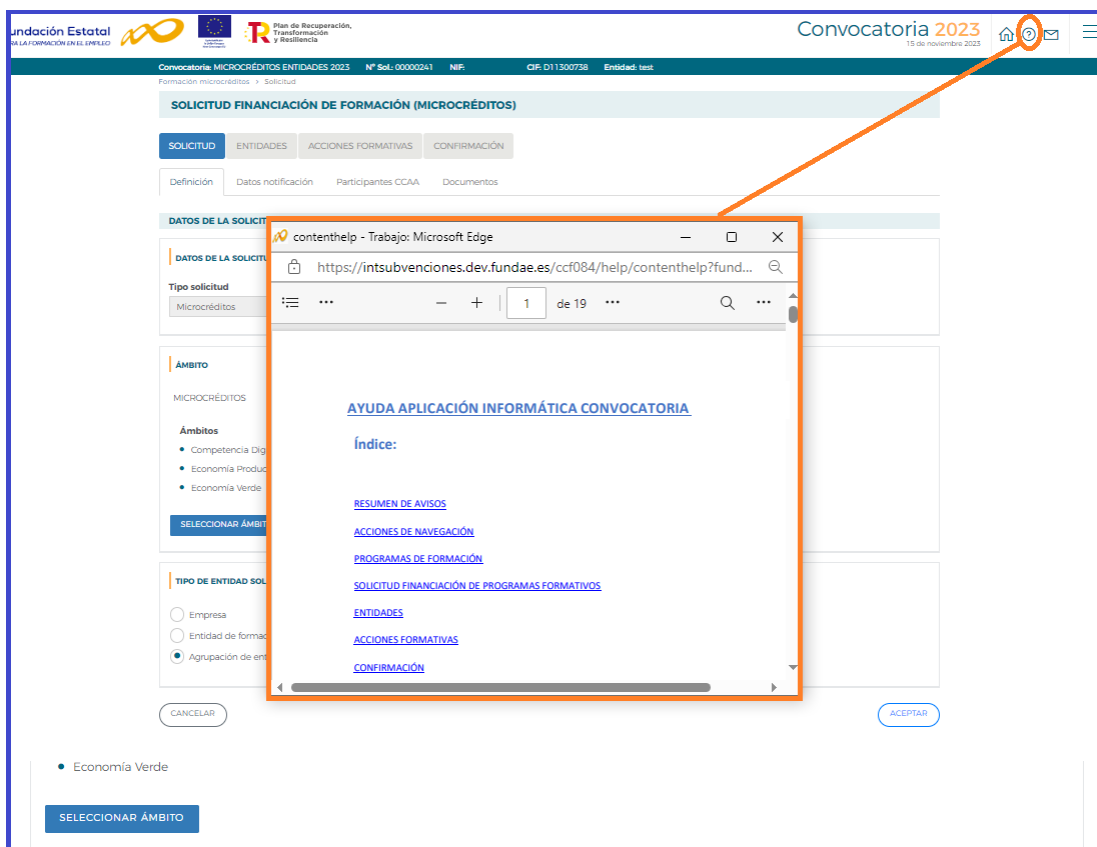 undación Estatal
RA LA FORMACIÓN EN EL EMPLEO
Plan de Recuperación,
Transformación
y Resiliencia
Convocatoria 2023
15 de noviembre 2023
Convocatoria: MICROCRÉDITOS ENTIDADES 2023 Nº Sol.: 00000241 NIF: CIF: D11300738 Entidad: test
Formación microcréditos > Solicitud
SOLICITUD FINANCIACIÓN DE FORMACIÓN (MICROCRÉDITOS)
SOLICITUD ENTIDADES ACCIONES FORMATIVAS CONFIRMACIÓN
Definición Datos notificación Participantes CCAA Documentos
DATOS DE LA SOLICIT
DATOS DE LA SOLICITU
Tipo solicitud
Microcréditos
ÁMBITO
MICROCRÉDITOS
Ámbitos
Competencia Dig
Economía Produc
Economía Verde
SELECCIONAR ÁMBIT
TIPO DE ENTIDAD SOL
Empresa
Entidad de formac
Agrupación de ent
contenthelp - Trabajo: Microsoft Edge
https://intsubvenciones.dev.fundae.es/ccf084/help/contenthelp?fund...
1 de 19
AYUDA APLICACIÓN INFORMÁTICA CONVOCATORIA
Índice:
RESUMEN DE AVISOS
ACCIONES DE NAVEGACIÓN
PROGRAMAS DE FORMACIÓN
SOLICITUD FINANCIACIÓN DE PROGRAMAS FORMATIVOS
ENTIDADES
ACCIONES FORMATIVAS
CONFIRMACIÓN
CANCELAR ACEPTAR
Economía Verde
SELECCIONAR ÁMBITO